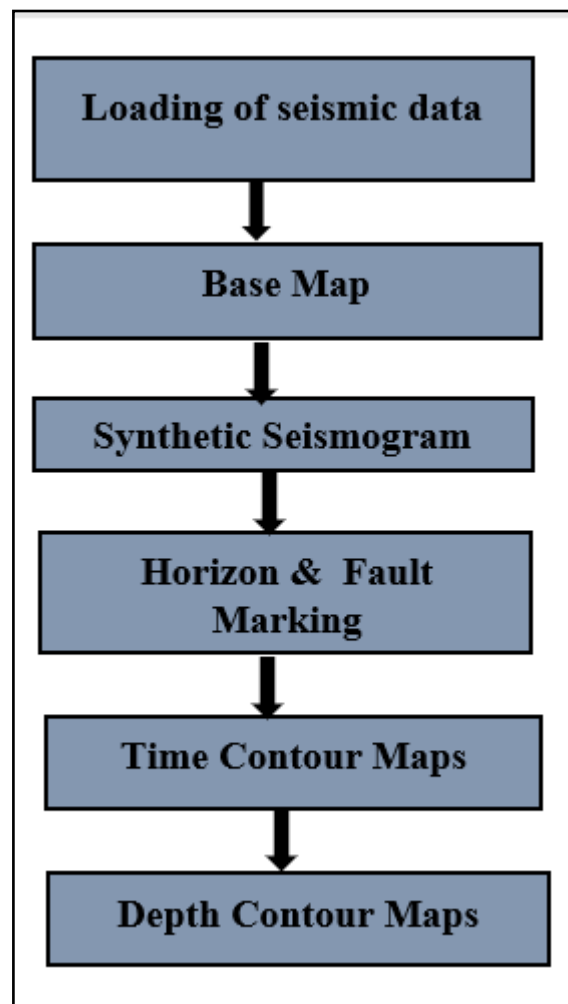 Loading of seismic data
Base Map
Synthetic Seismogram
Horizon & Fault
Marking
Time Contour Maps
Depth Contour Maps